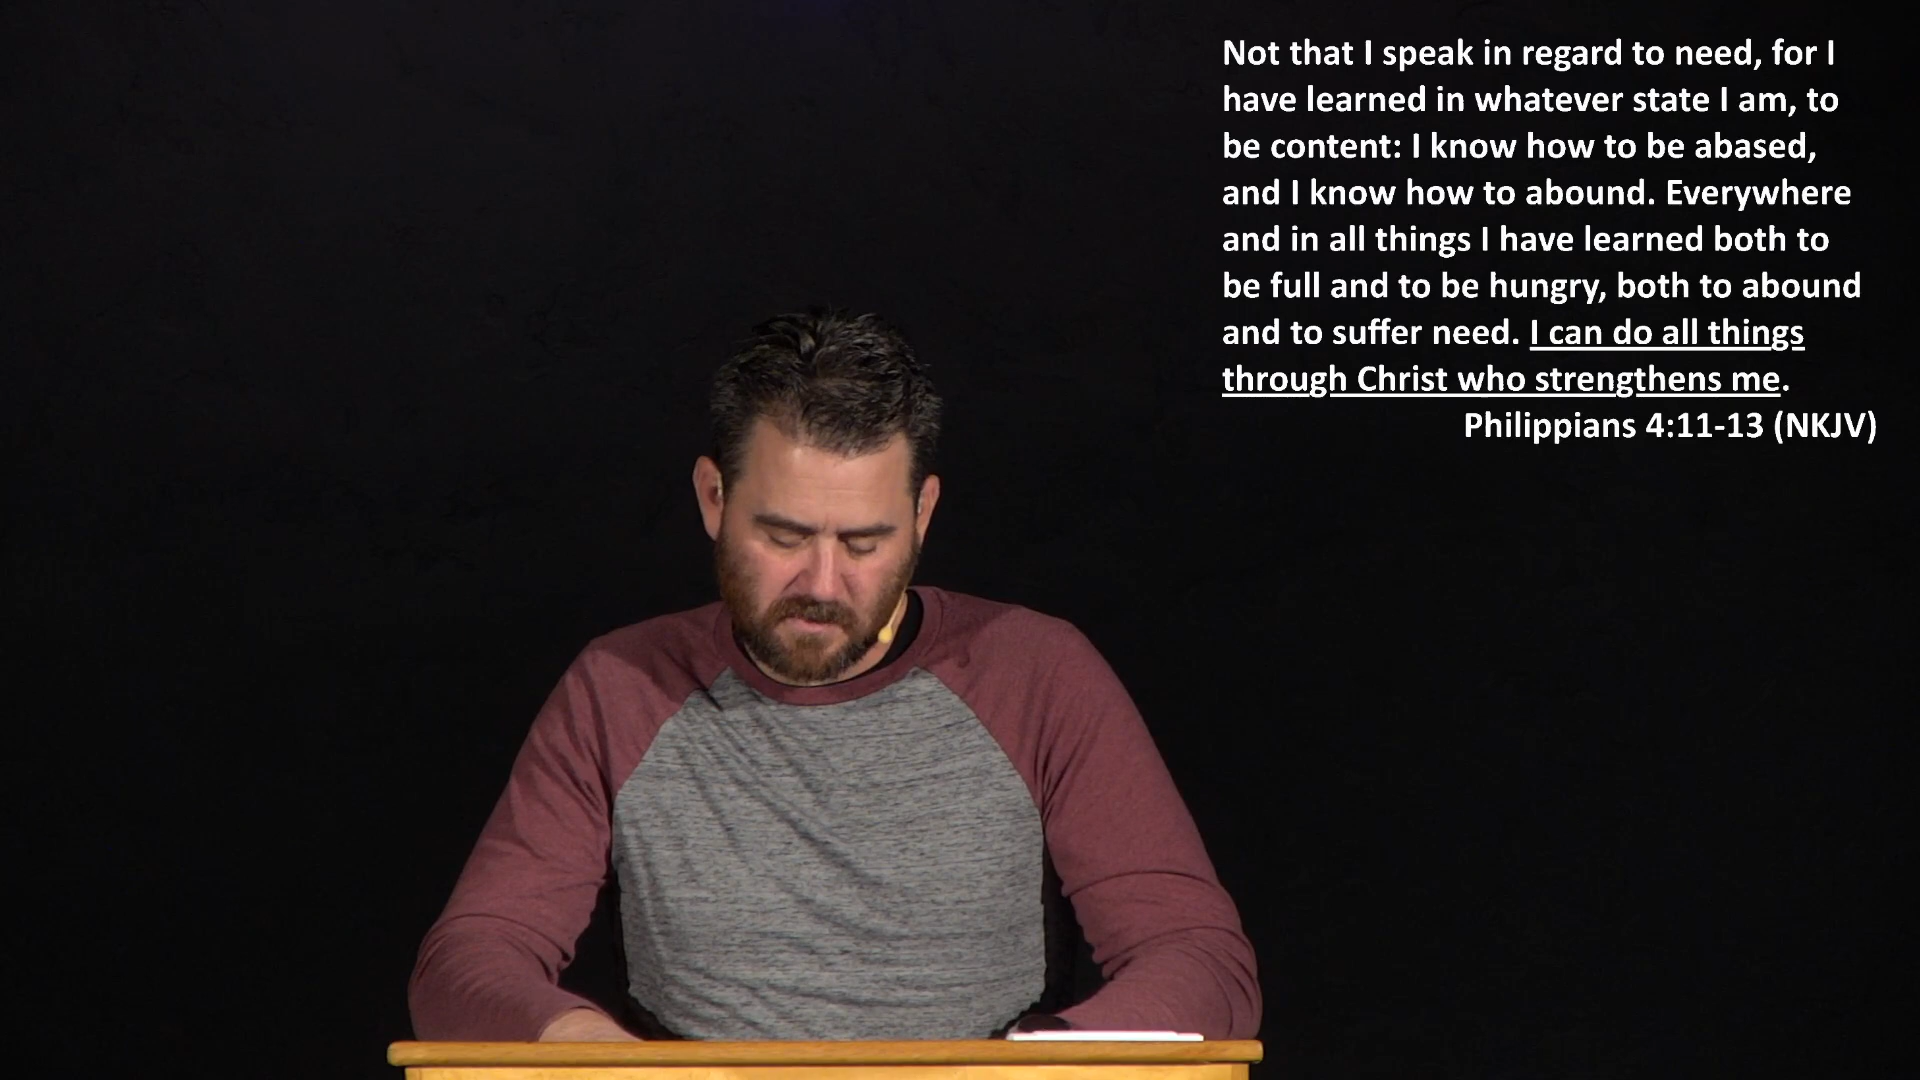 Not that I speak in regard to need, for I
have learned in whatever state I am, to
be content: I know how to be abased,
and I know how to abound. Everywhere
and in all things I have learned both to
be full and to be hungry, both to abound
and to suffer need. I can do all things
through Christ who strengthens me.
Philippians 4:11-13 (NKJV)